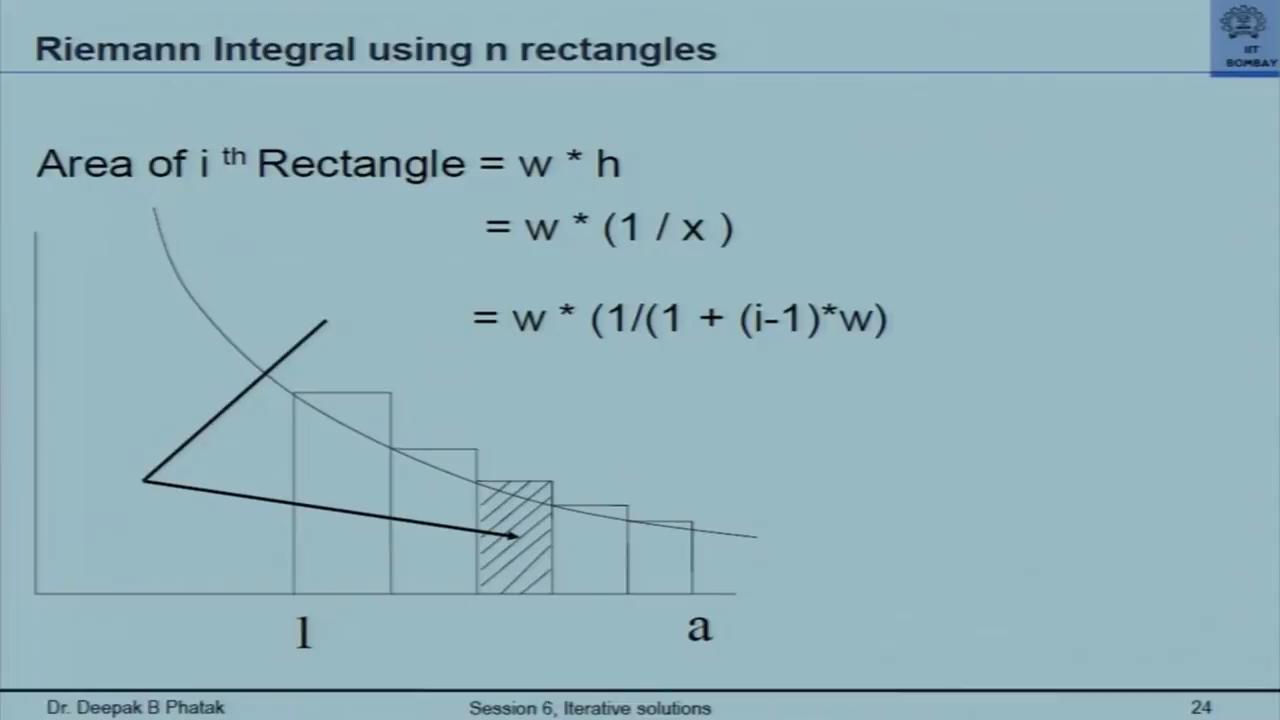 Riemann Integral using n rectangles
IIT
BOMBAY
Area of i th Rectangle = w * h
= w * (1 / x )
= w * (1/(1 + (i-1)*w)
1
a
Dr. Deepak B Phatak
Session 6, Iterative solutions
24